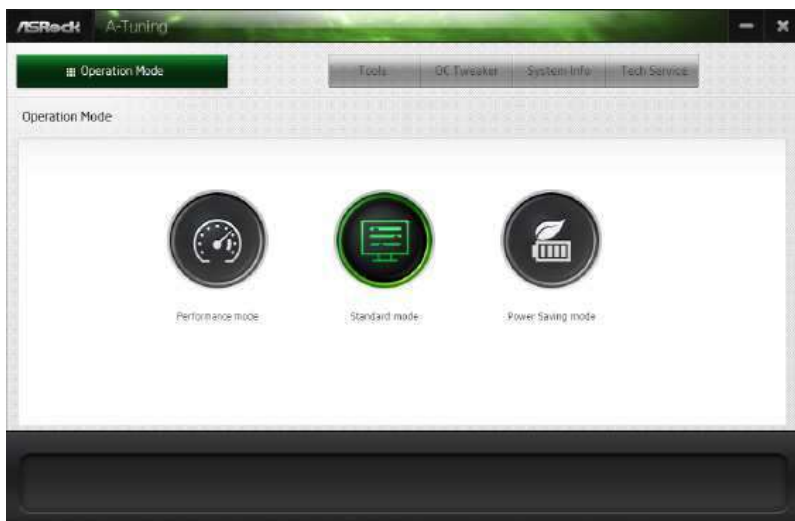 ASRock A-Tuning
Operation Mode Tools OC Tweaker System Info Tech Service
Operation Mode
Performance mode Standard mode Power Saving mode